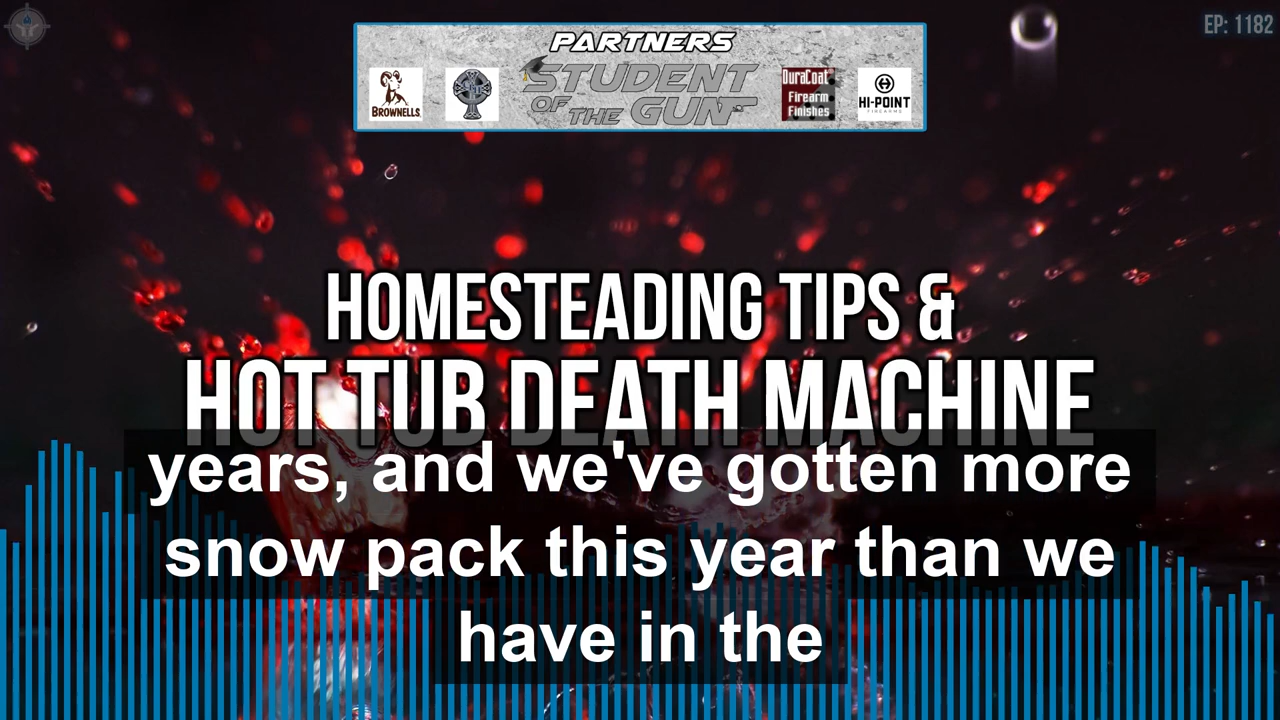 EP: 1182
PARTNERS
STUDENT
OF THE GUN
BROWNELLS
DuraCoat
Firearm
Finishes
HI-POINT
FIREARMS
HOMESTEADING TIPS &
HOT TUB DEATH MACHINE
years, and we've gotten more
snow pack this year than we
have in the